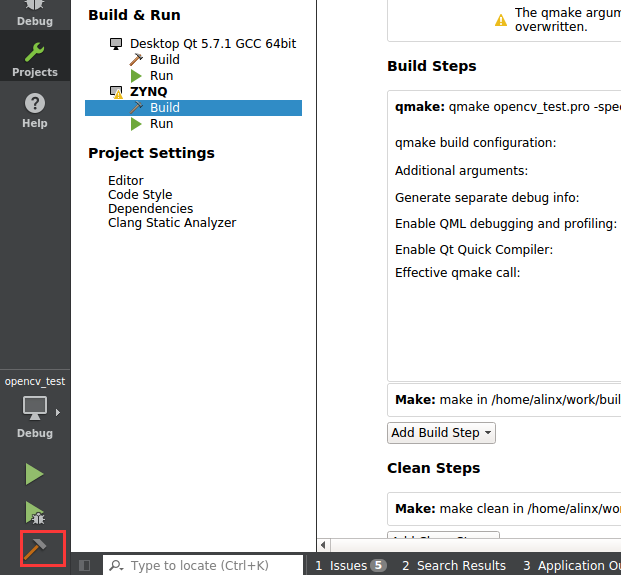 Debug
Projects
Help
opencv_test
Debug
Build & Run
Desktop Qt 5.7.1 GCC 64bit
Build
Run
ZYNQ
Build
Run
Project Settings
Editor
Code Style
Dependencies
Clang Static Analyzer
The qmake argum
overwritten.
Build Steps
qmake: qmake opencv_test.pro -spec
qmake build configuration:
Additional arguments:
Generate separate debug info:
Enable QML debugging and profiling:
Enable Qt Quick Compiler:
Effective qmake call:
Make: make in /home/alinx/work/buil
Add Build Step
Clean Steps
Make: make clean in /home/alinx/wo
Type to locate (Ctrl+K)
1 Issues 5
2 Search Results
3 Application Ou